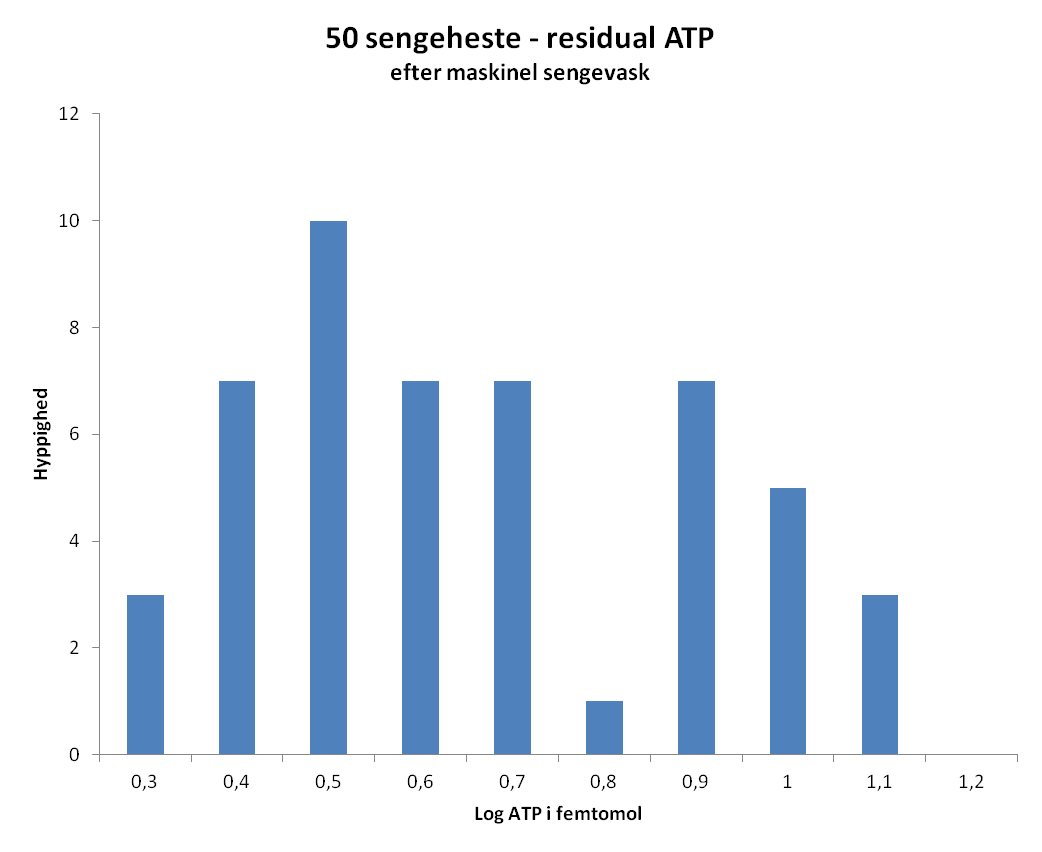 50 sengeheste - residual ATP
efter maskinel sengevask
12
10
8
6
4
2
0
Hyppighed
0,3 0,4 0,5 0,6 0,7 0,8 0,9 1 1,1 1,2
Log ATP i femtomol